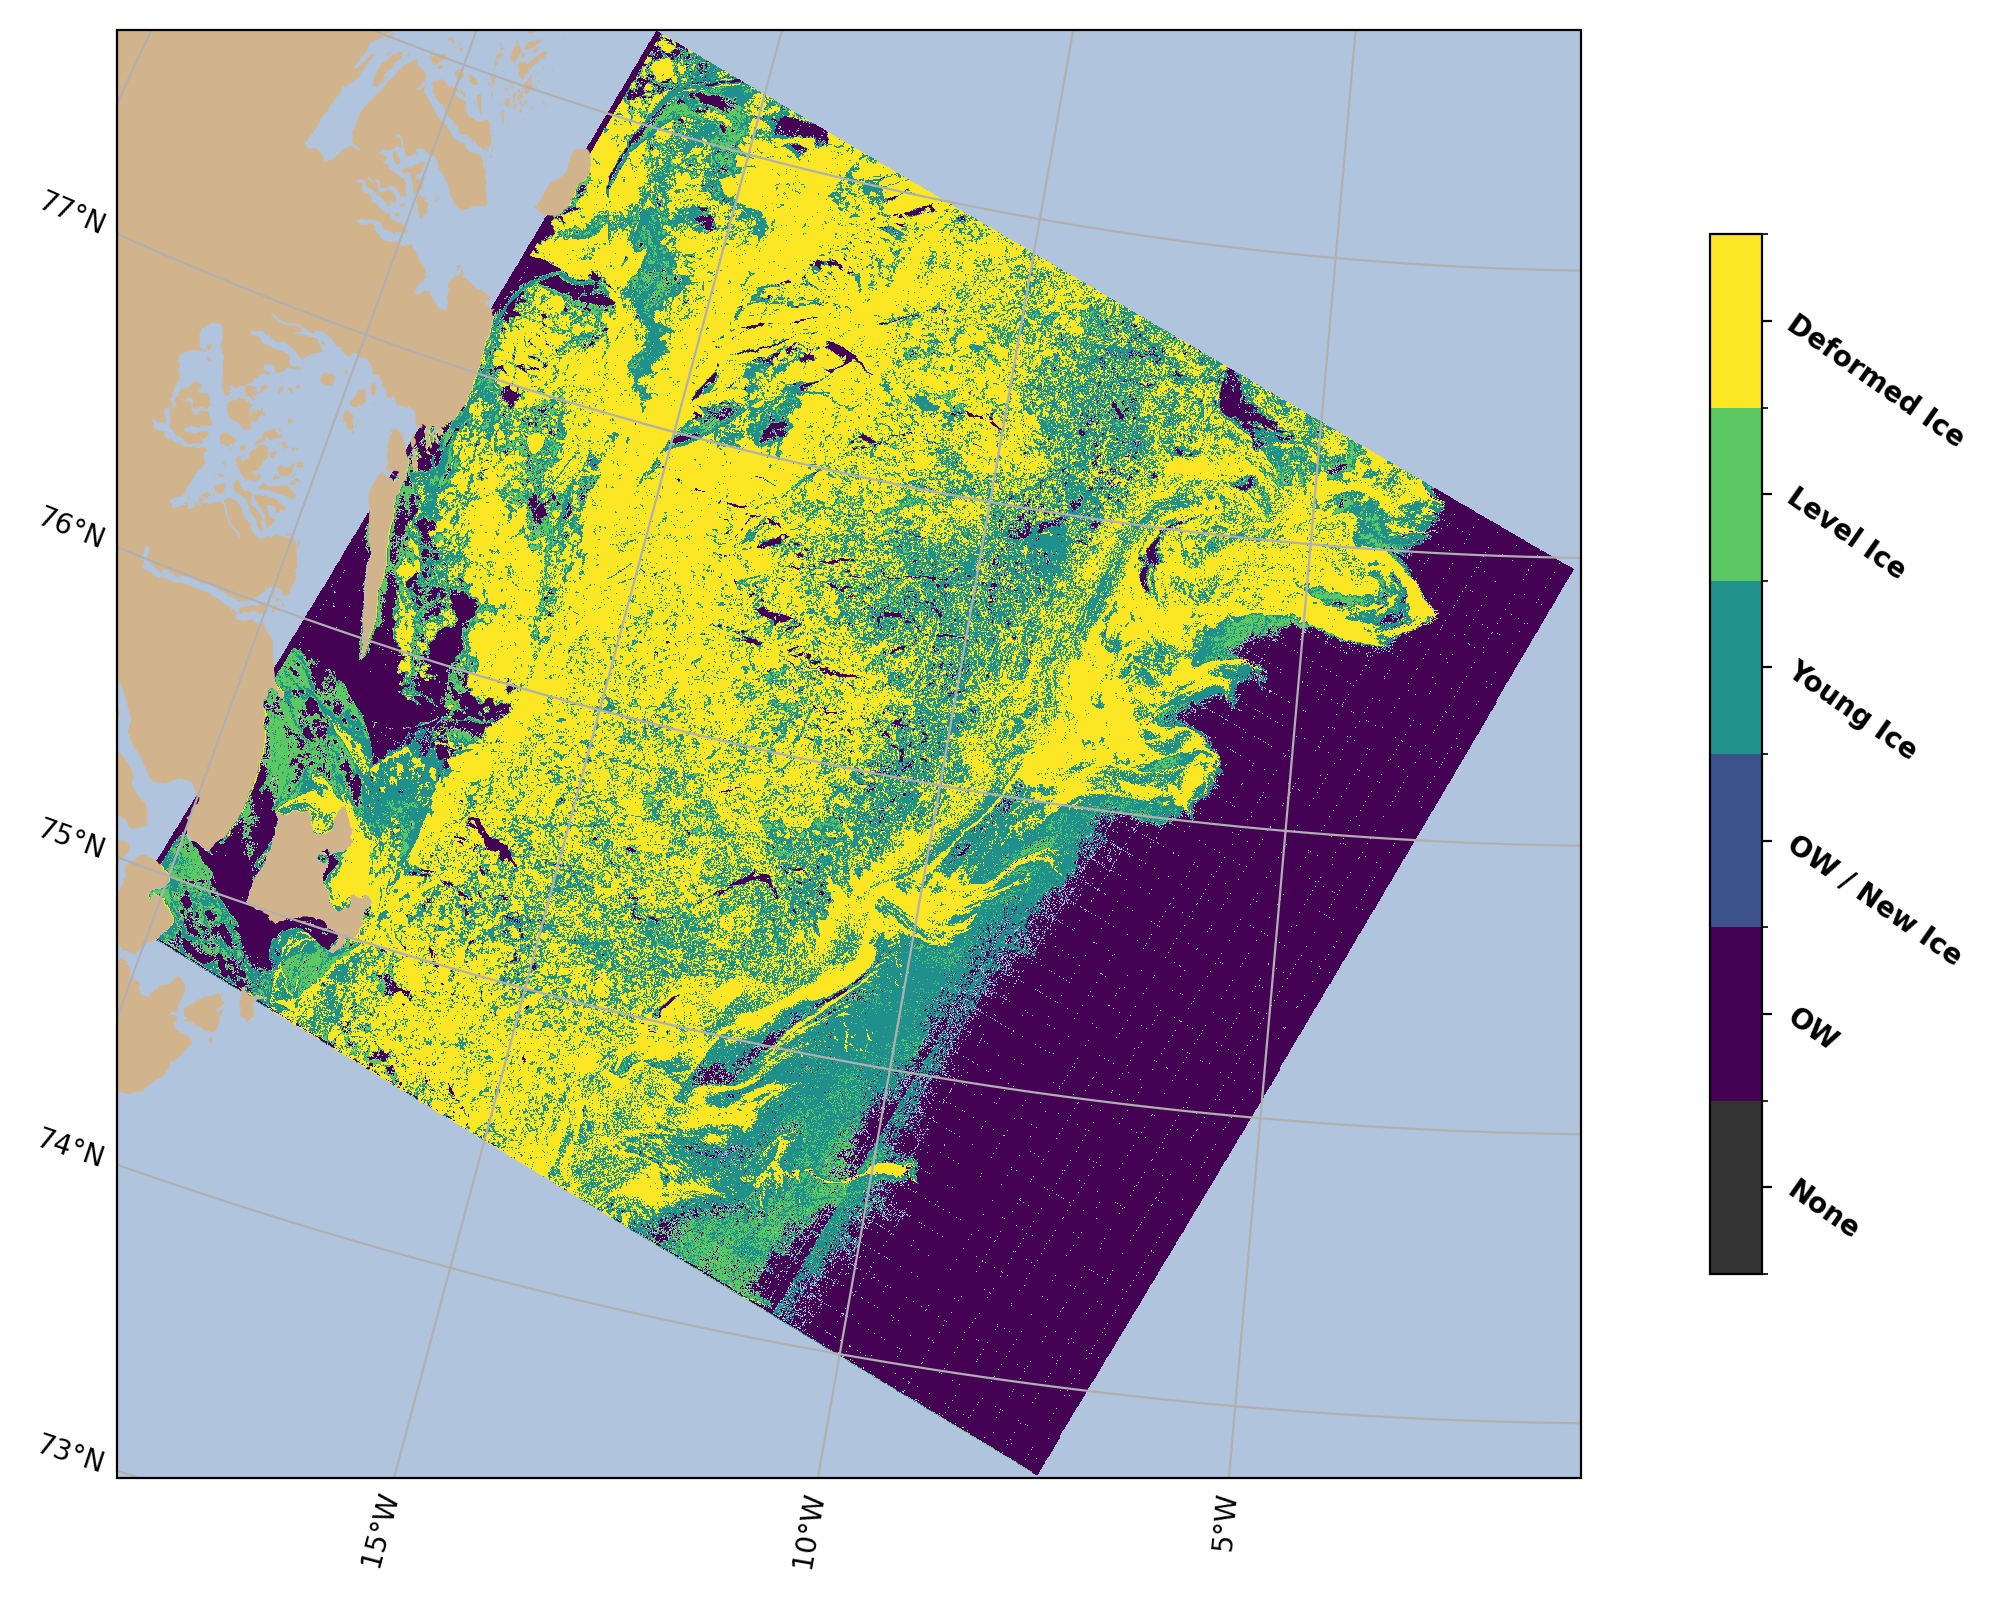 77°N
76°N
75°N
74°N
73°N
15°W
10°W
5°W
Deformed Ice
Level Ice
Young Ice
OW / New Ice
OW
None